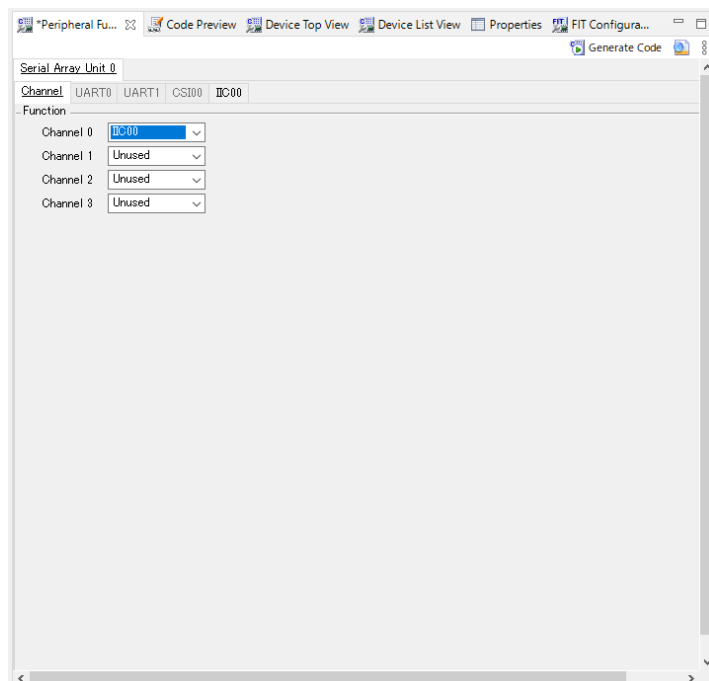 *Peripheral Fu... Code Preview Device Top View Device List View Properties FIT Configura...
Generate Code
Serial Array Unit 0
Channel UART0 UART1 CSI00 IIC00
Function
Channel 0 IIC00
Channel 1 Unused
Channel 2 Unused
Channel 3 Unused